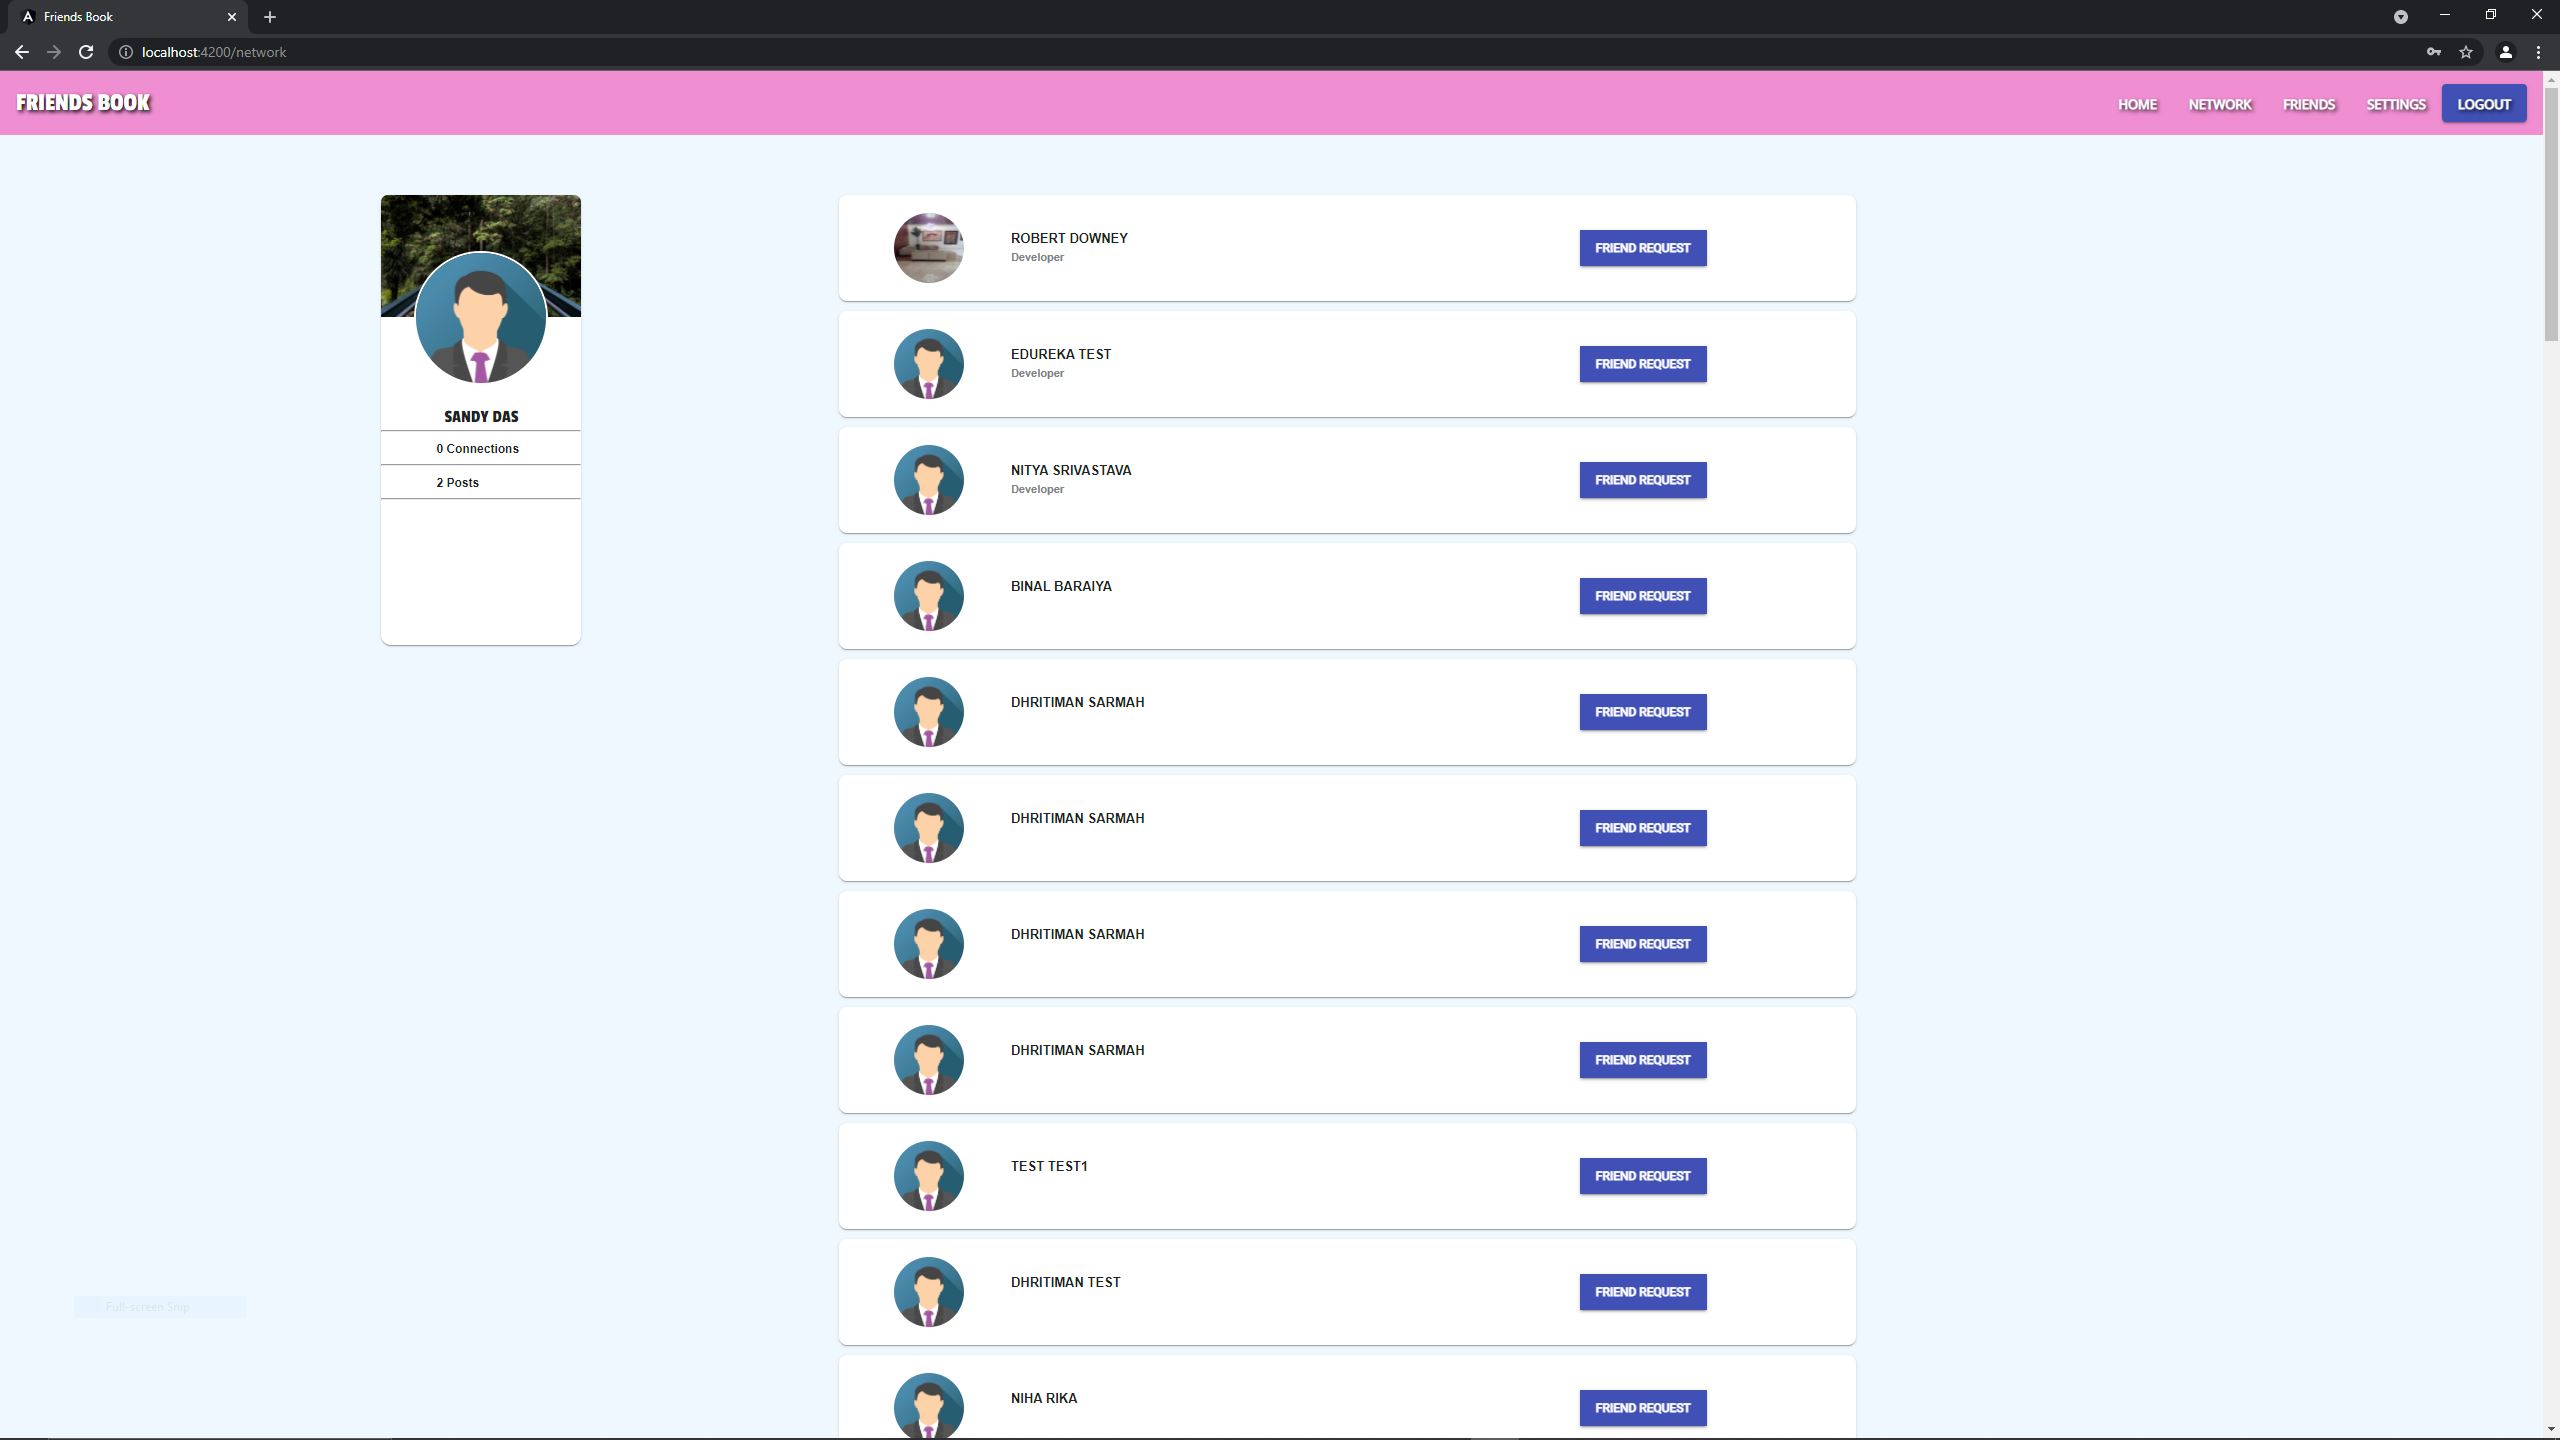 Friends Book
localhost:4200/network
FRIENDS BOOK
HOME NETWORK FRIENDS SETTINGS LOGOUT
SANDY DAS
0 Connections
2 Posts
ROBERT DOWNEY
Developer
FRIEND REQUEST
EDUREKA TEST
Developer
FRIEND REQUEST
NITYA SRIVASTAVA
Developer
FRIEND REQUEST
BINAL BARAIYA
FRIEND REQUEST
DHRITIMAN SARMAH
FRIEND REQUEST
DHRITIMAN SARMAH
FRIEND REQUEST
DHRITIMAN SARMAH
FRIEND REQUEST
DHRITIMAN SARMAH
FRIEND REQUEST
TEST TEST1
FRIEND REQUEST
DHRITIMAN TEST
FRIEND REQUEST
Full-screen Snip
NIHA RIKA
FRIEND REQUEST